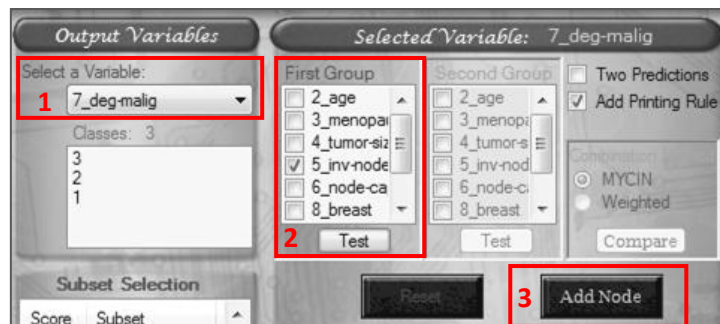 Output Variables
Selected Variable: 7_deg-malig
Select a Variable:
1 7_deg-malig
Classes: 3
3
2
1
Subset Selection
Score Subset
First Group
2_age
3_menopau
4_tumor-siz
5_inv-node
6_node-ca
8_breast
2 Test
Second Group
2_age
3_menopa
4_tumor-s
5_inv-nod
6_node-ca
8_breast
Test
Two Predictions
Add Printing Rule
Combination
MYCIN
Weighted
Compare
Reset
3 Add Node